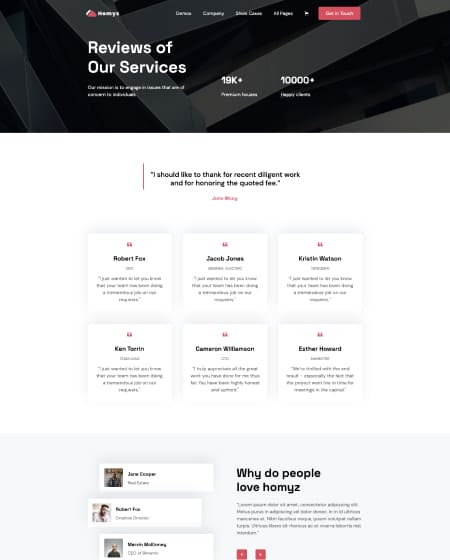 Homyz
Demos Company Show Cases All Pages Get in Touch
Reviews of
Our Services
Our mission is to engage in issues that are of
concern to individuals
19K+ 10000+
Premium houses Happy clients
"I should like to thank for recent diligent work
and for honoring the quoted fee."
Jane Wong
Robert Fox
CEO
"I just wanted to let you know
that your team has been doing
a tremendous job on our
requests."
Jacob Jones
GENERAL ELECTRIC
"I just wanted to let you know
that your team has been doing
a tremendous job on our
requests."
Kristin Watson
DESIGNER
"I just wanted to let you know
that your team has been doing
a tremendous job on our
requests."
Ken Torrin
TEAM LEAD
"I just wanted to let you know
that your team has been doing
a tremendous job on our
requests."
Cameron Williamson
CTO
"I truly appreciate all the great
work you have done for me thus
far. You have been highly honest
and upfront."
Esther Howard
MARKETER
"We're thrilled with the end
result – especially the fact that
the project went live in time for
meetings in the capital."
Jane Cooper
Real Estate
Robert Fox
Creative Director
Marvin McKinney
CEO of Binance
Why do people
love homyz
"Lorem ipsum dolor sit amet, consectetur adipiscing elit.
Metus purus in adipiscing vel dolor donec. In in id ultrices
maecenas et. Nibh faucibus neque, ipsum volutpat nullam
turpis. Ultrices libero sit rhoncus ac arcu. Eu lobortis lorem
interdum."